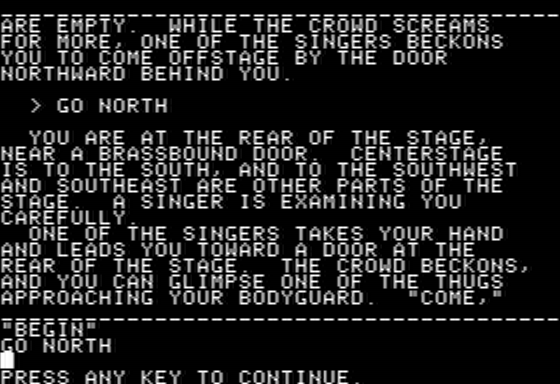 ARE EMPTY.  WHILE THE CROWD SCREAMS
FOR MORE, ONE OF THE SINGERS BECKONS
YOU TO COME OFFSTAGE BY THE DOOR
NORTHWARD BEHIND YOU.
> GO NORTH
YOU ARE AT THE REAR OF THE STAGE,
NEAR A BRASSBOUND DOOR.  CENTERSTAGE
IS TO THE SOUTH, AND TO THE SOUTHWEST
AND SOUTHEAST ARE OTHER PARTS OF THE
STAGE.  A SINGER IS EXAMINING YOU
CAREFULLY.
ONE OF THE SINGERS TAKES YOUR HAND
AND LEADS YOU TOWARD A DOOR AT THE
REAR OF THE STAGE.  THE CROWD BECKONS,
AND YOU CAN GLIMPSE ONE OF THE THUGS
APPROACHING YOUR BODYGUARD.  "COME,"
"BEGIN"
GO NORTH
PRESS ANY KEY TO CONTINUE.